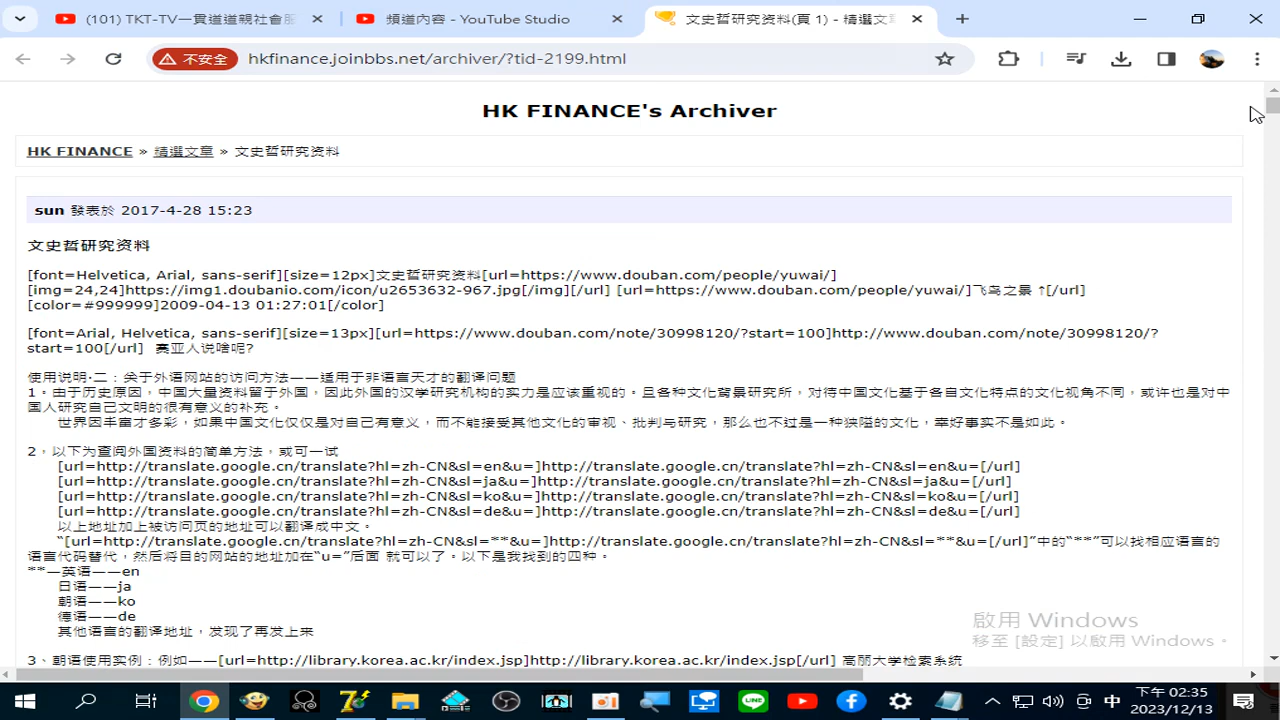 (101) TKT-TV一貫道道親社會服
頻道內容 - YouTube Studio
文史哲研究资料(頁 1) - 精選文章
不安全
hkfinance.joinbbs.net/archiver/?tid-2199.html
HK FINANCE's Archiver
HK FINANCE » 精選文章 » 文史哲研究资料
sun 發表於 2017-4-28 15:23
文史哲研究资料
[font=Helvetica, Arial, sans-serif][size=12px]文史哲研究资料[url=https://www.douban.com/people/yuwai/]
[img=24,24]https://img1.doubanio.com/icon/u2653632-967.jpg[/img][/url] [url=https://www.douban.com/people/yuwai/]飞鸟之景 ↑[/url]
[color=#999999]2009-04-13 01:27:01[/color]
[font=Arial, Helvetica, sans-serif][size=13px][url=https://www.douban.com/note/30998120/?start=100]http://www.douban.com/note/30998120/?
start=100[/url]  赛亚人说啥呢?
使用说明·二：关于外语网站的访问方法——适用于非语言天才的翻译问题
1。由于历史原因，中国大量资料留于外国，因此外国的汉学研究机构的实力是应该重视的。且各种文化背景研究所，对待中国文化基于各自文化特点的文化视角不同，或许也是对中
国人研究自己文明的很有意义的补充。
世界因丰富才多彩，如果中国文化仅仅是对自己有意义，而不能接受其他文化的审视、批判与研究，那么也不过是一种狭隘的文化，幸好事实不是如此。
2，以下为查阅外国资料的简单方法，或可一试
[url=http://translate.google.cn/translate?hl=zh-CN&sl=en&u=]http://translate.google.cn/translate?hl=zh-CN&sl=en&u=[/url]
[url=http://translate.google.cn/translate?hl=zh-CN&sl=ja&u=]http://translate.google.cn/translate?hl=zh-CN&sl=ja&u=[/url]
[url=http://translate.google.cn/translate?hl=zh-CN&sl=ko&u=]http://translate.google.cn/translate?hl=zh-CN&sl=ko&u=[/url]
[url=http://translate.google.cn/translate?hl=zh-CN&sl=de&u=]http://translate.google.cn/translate?hl=zh-CN&sl=de&u=[/url]
以上地址加上被访问页的地址可以翻译成中文。
“[url=http://translate.google.cn/translate?hl=zh-CN&sl=**&u=]http://translate.google.cn/translate?hl=zh-CN&sl=**&u=[/url]”中的“**”可以找相应语言的
语言代码替代，然后将目的网站的地址加在“u=”后面 就可以了。以下是我找到的四种。
**—英语——en
日语——ja
朝语——ko
德语——de
其他语言的翻译地址，发现了再发上来
3、朝语使用实例：例如——[url=http://library.korea.ac.kr/index.jsp]http://library.korea.ac.kr/index.jsp[/url] 高丽大学检索系统
啟用 Windows
移至 [設定] 以啟用 Windows。
中
下午 02:35
2023/12/13